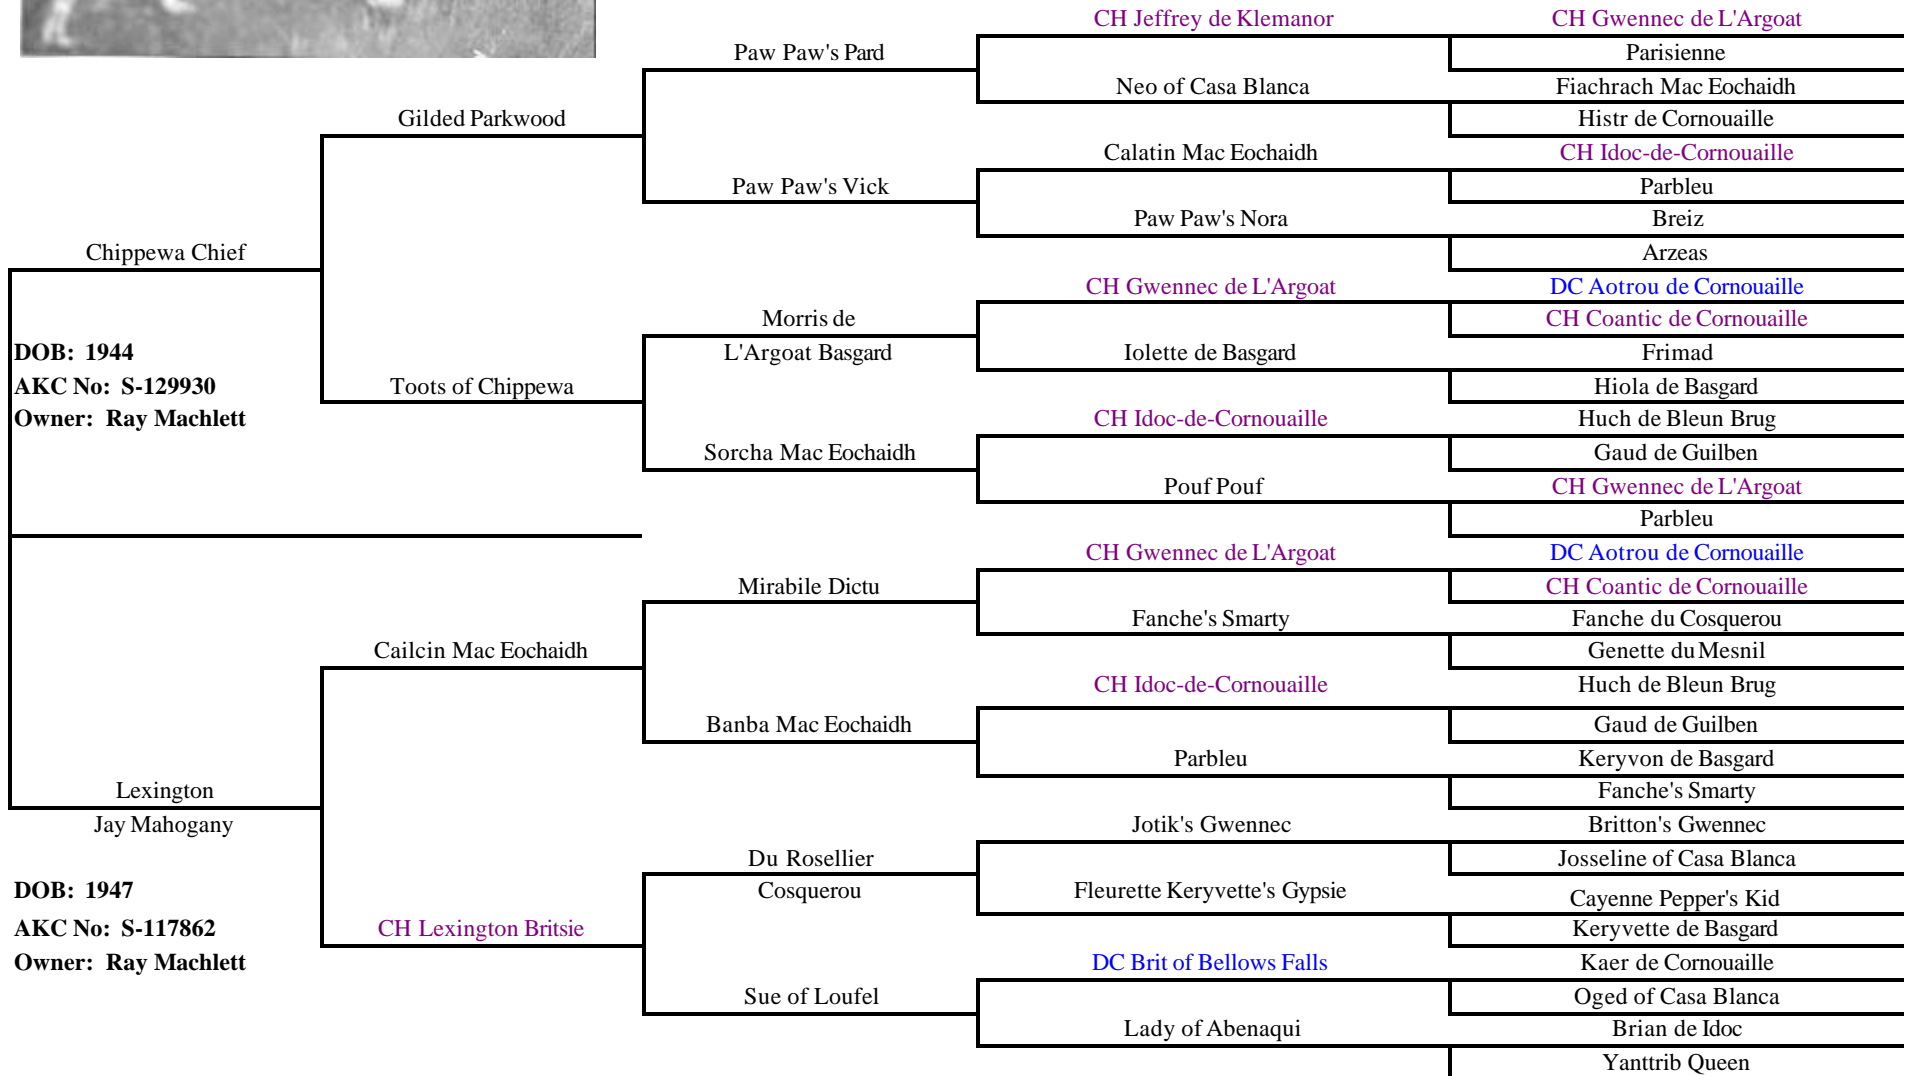 CH Jeffrey de Klemanor
CH Gwennec de L'Argoat
Paw Paw's Pard
Parisienne
Neo of Casa Blanca
Fiachrach Mac Eochaidh
Gilded Parkwood
Histr de Cornouaille
Calatin Mac Eochaidh
CH Idoc-de-Cornouaille
Paw Paw's Vick
Parbleu
Paw Paw's Nora
Breiz
Chippewa Chief
Arzeas
CH Gwennec de L'Argoat
DC Aotrou de Cornouaille
Morris de
CH Coantic de Cornouaille
DOB: 1944
L'Argoat Basgard
Iolette de Basgard
Frimad
AKC No: S-129930
Toots of Chippewa
Hiola de Basgard
Owner: Ray Machlett
CH Idoc-de-Cornouaille
Huch de Bleun Brug
Sorcha Mac Eochaidh
Gaud de Guilben
Pouf Pouf
CH Gwennec de L'Argoat
Parbleu
CH Gwennec de L'Argoat
DC Aotrou de Cornouaille
Mirabile Dictu
CH Coantic de Cornouaille
Fanche's Smarty
Fanche du Cosquerou
Cailcin Mac Eochaidh
Genette du Mesnil
CH Idoc-de-Cornouaille
Huch de Bleun Brug
Banba Mac Eochaidh
Gaud de Guilben
Parbleu
Keryvon de Basgard
Lexington
Fanche's Smarty
Jay Mahogany
Jotik's Gwennec
Britton's Gwennec
Du Rosellier
Josseline of Casa Blanca
DOB: 1947
Cosquerou
Fleurette Keryvette's Gypsie
Cayenne Pepper's Kid
AKC No: S-117862
CH Lexington Britsie
Keryvette de Basgard
Owner: Ray Machlett
DC Brit of Bellows Falls
Kaer de Cornouaille
Sue of Loufel
Oged of Casa Blanca
Lady of Abenaqui
Brian de Idoc
Yanttrib Queen